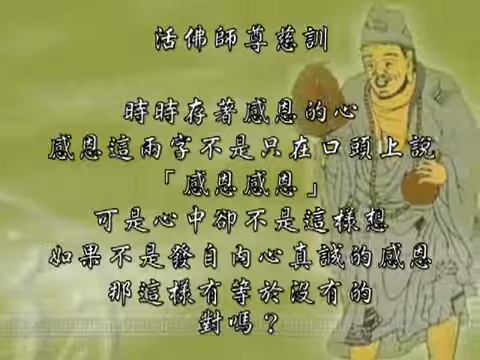 活佛師尊慈訓
時時存著感恩的心
感恩這兩字不是只在口頭上說
「感恩感恩」
可是心中卻不是這樣想
如果不是發自內心真誠的感恩
那這樣有等於沒有的
對嗎？